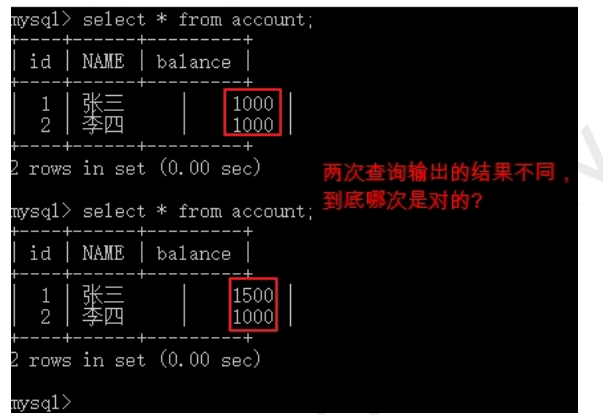 mysql> select * from account;
+----+------+---------+
| id | NAME | balance |
+----+------+---------+
| 1 | 张三 | 1000 |
| 2 | 李四 | 1000 |
+----+------+---------+
2 rows in set (0.00 sec)
两次查询输出的结果不同，
到底哪次是对的？
mysql> select * from account;
+----+------+---------+
| id | NAME | balance |
+----+------+---------+
| 1 | 张三 | 1500 |
| 2 | 李四 | 1000 |
+----+------+---------+
2 rows in set (0.00 sec)
mysql>